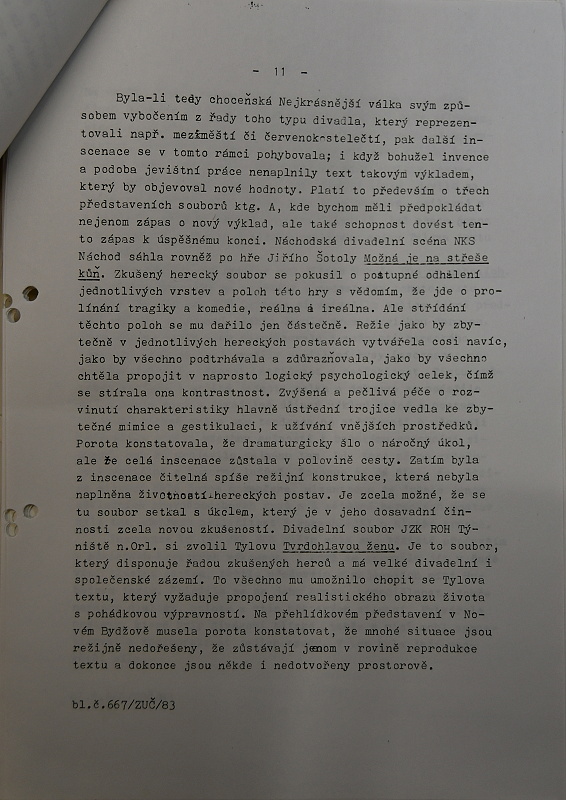 - 11 -
Byla-li tedy choceňská Nejkrásnější válka svým způ-
sobem vybočením z řady toho typu divadla, který reprezen-
tovali např. meziměští či červenokostelečtí, pak další in-
scenace se v tomto rámci pohybovala; i když bohužel invence
a podoba jevištní práce nenaplnily text takovým výkladem,
který by objevoval nové hodnoty. Platí to především o třech
představeních souborů ktg. A, kde bychom měli předpokládat
nejenom zápas o nový výklad, ale také schopnost dovést ten-
to zápas k úspěšnému konci. Náchodská divadelní scéna NKS
Náchod sáhla rovněž po hře Jiřího Šotoly Možná je na střeše
kůň. Zkušený herecký soubor se pokusil o postupné odhalení
jednotlivých vrstev a poloh této hry s vědomím, že jde o pro-
línání tragiky a komedie, reálna a ireálna. Ale střídání
těchto poloh se mu dařilo jen částečně. Režie jako by zby-
tečně v jednotlivých hereckých postavách vytvářela cosi navíc,
jako by všechno podtrhávala a zdůrazňovala, jako by všechno
chtěla propojit v naprosto logický psychologický celek, čímž
se stírala ona kontrastnost. Zvýšená a pečlivá péče o roz-
vinutí charakteristiky hlavně ústřední trojice vedla ke zby-
tečné mimice a gestikulaci, k užívání vnějších prostředků.
Porota konstatovala, že dramaturgicky šlo o náročný úkol,
ale že celá inscenace zůstala v polovině cesty. Zatím byla
z inscenace čitelná spíše režijní konstrukce, která nebyla
naplněna životností hereckých postav. Je zcela možné, že se
tu soubor setkal s úkolem, který je v jeho dosavadní čin-
nosti zcela novou zkušeností. Divadelní soubor JZK ROH Tý-
niště n.Orl. si zvolil Tylovu Tvrdohlavou ženu. Je to soubor,
který disponuje řadou zkušených herců a má velké divadelní i
společenské zázemí. To všechno mu umožnilo chopit se Tylova
textu, který vyžaduje propojení realistického obrazu života
s pohádkovou výpravností. Na přehlídkovém představení v No-
vém Bydžově musela porota konstatovat, že mnohé situace jsou
režijně nedořešeny, že zůstávají jenom v rovině reprodukce
textu a dokonce jsou někde i nedotvořeny prostorově.
bl.č.667/ZUČ/83